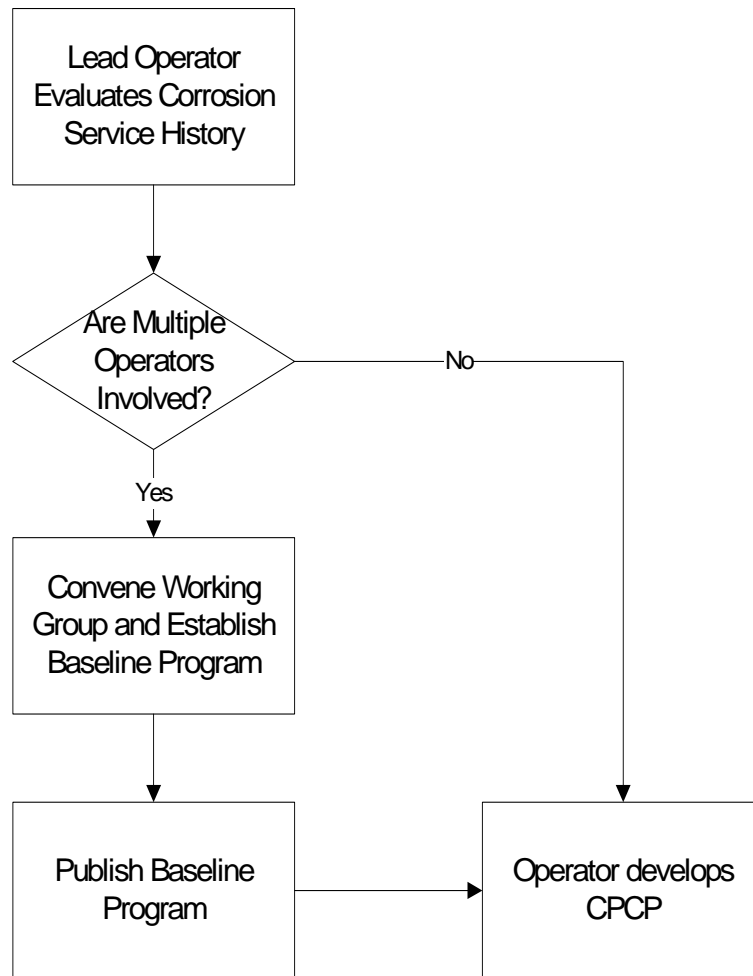 Lead Operator
Evaluates Corrosion
Service History
Are Multiple
Operators
Involved?
No
Yes
Convene Working
Group and Establish
Baseline Program
Publish Baseline
Program
Operator develops
CPCP